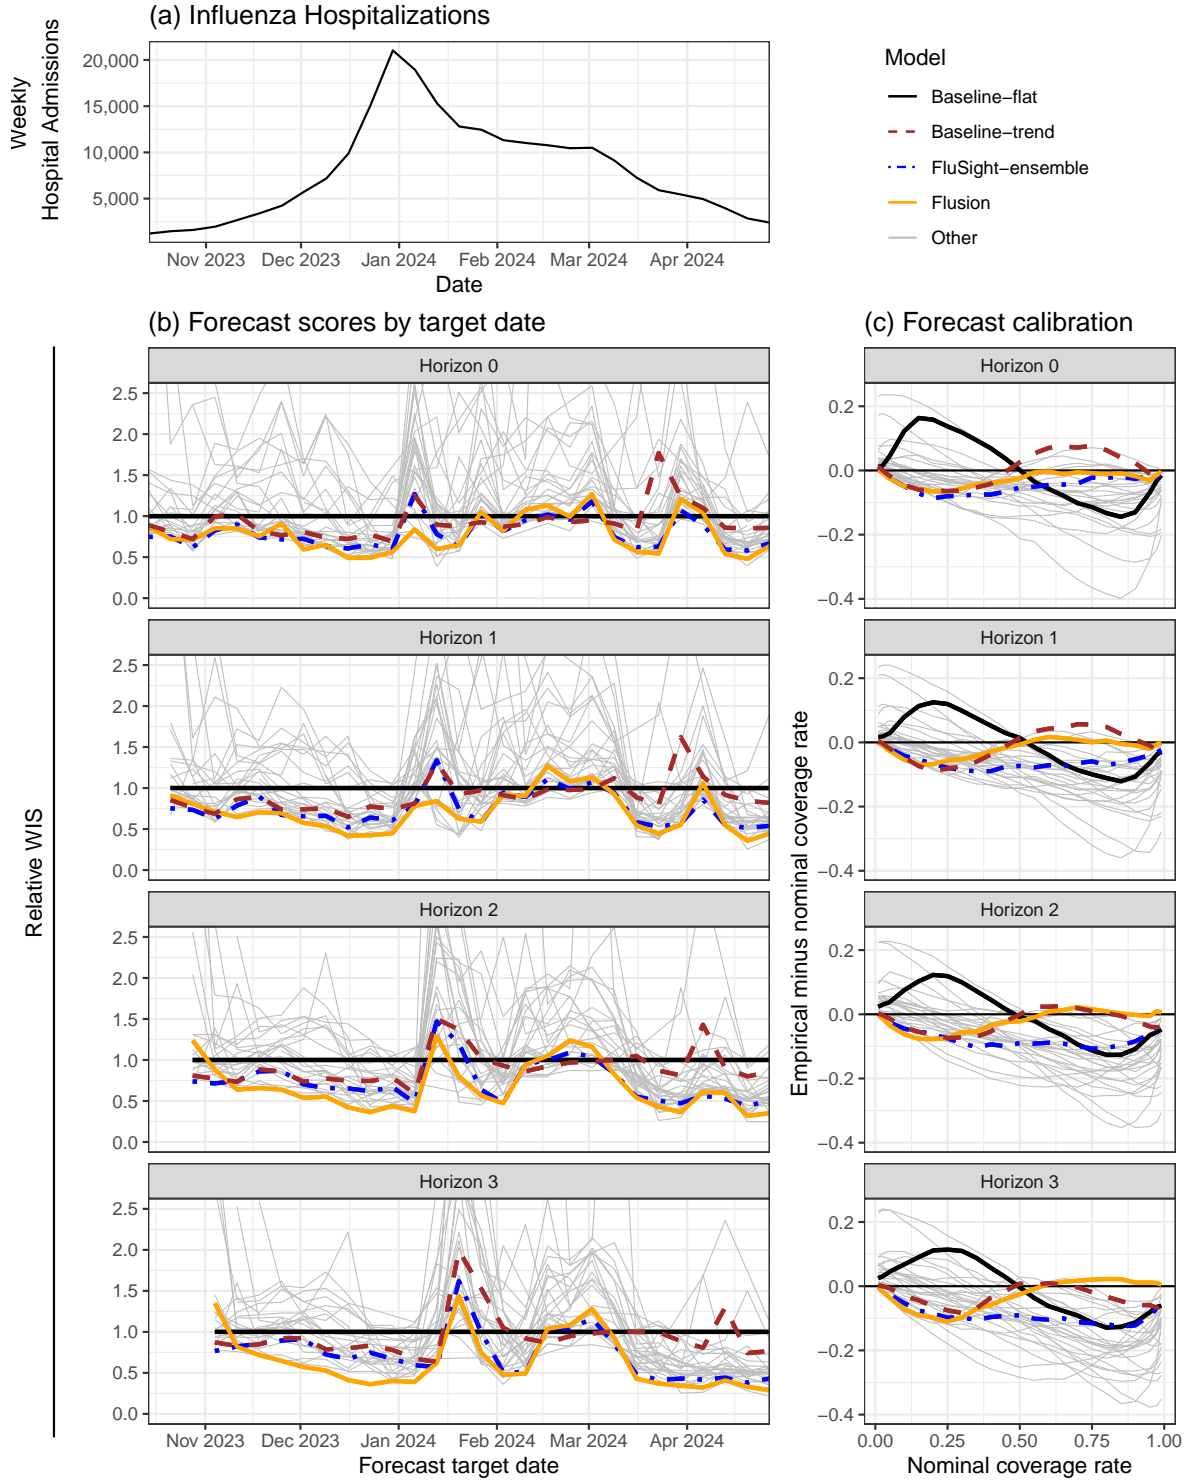 (a) Influenza Hospitalizations
Weekly
Hospital Admissions
20,000
15,000
10,000
5,000
Nov 2023 Dec 2023 Jan 2024 Feb 2024 Mar 2024 Apr 2024
Date
Model
Baseline−flat
Baseline−trend
FluSight−ensemble
Flusion
Other
(b) Forecast scores by target date
Relative WIS
Horizon 0
2.5
2.0
1.5
1.0
0.5
0.0
Horizon 1
2.5
2.0
1.5
1.0
0.5
0.0
Horizon 2
2.5
2.0
1.5
1.0
0.5
0.0
Horizon 3
2.5
2.0
1.5
1.0
0.5
0.0
Nov 2023 Dec 2023 Jan 2024 Feb 2024 Mar 2024 Apr 2024
Forecast target date
(c) Forecast calibration
Empirical minus nominal coverage rate
Horizon 0
0.2
0.0
−0.2
−0.4
Horizon 1
0.2
0.0
−0.2
−0.4
Horizon 2
0.2
0.0
−0.2
−0.4
Horizon 3
0.2
0.0
−0.2
−0.4
0.00 0.25 0.50 0.75 1.00
Nominal coverage rate